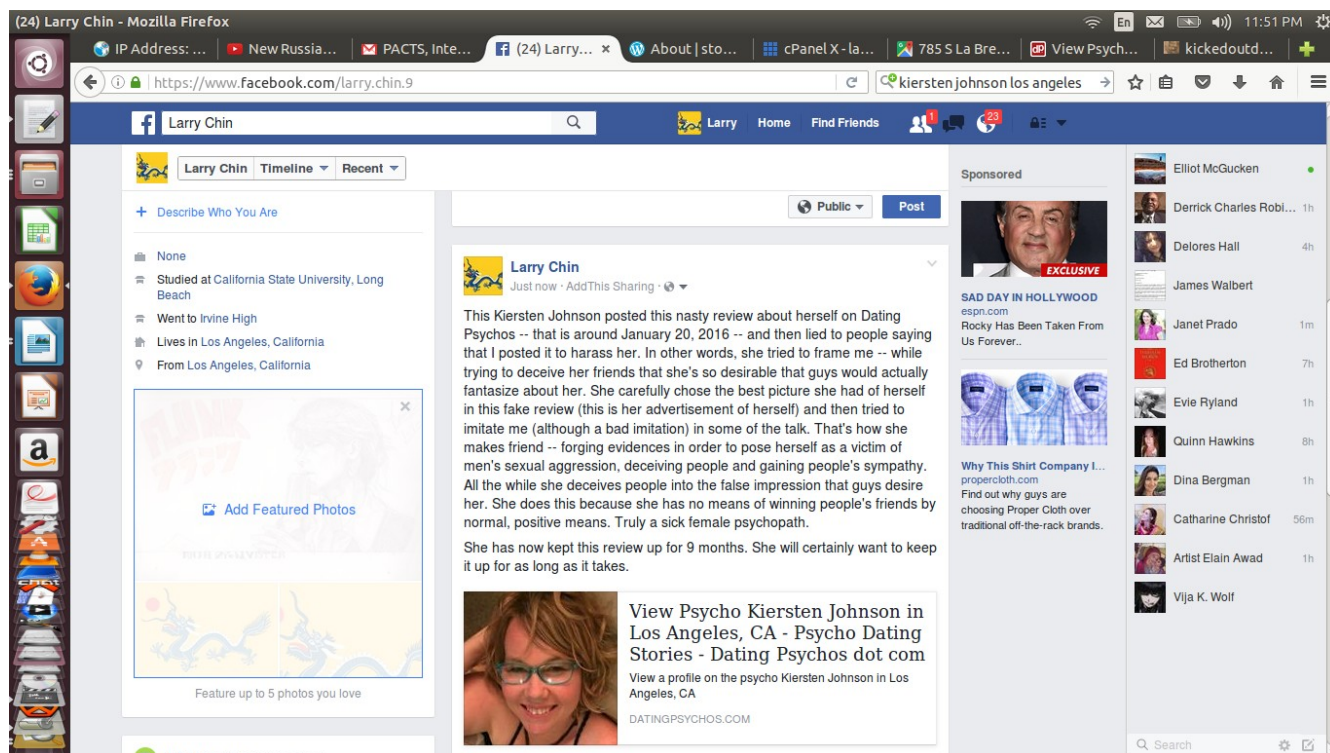 (24) Larry Chin - Mozilla Firefox
En
11:51 PM
IP Address: ...
New Russia...
PACTS, Inte...
(24) Larry... ×
About | sto...
cPanel X - la...
785 S La Bre...
View Psych...
kickedoutd...
https://www.facebook.com/larry.chin.9
kiersten johnson los angeles
Larry Chin
Larry
Home
Find Friends
1
23
Larry Chin
Timeline
Recent
+ Describe Who You Are
None
Studied at California State University, Long
Beach
Went to Irvine High
Lives in Los Angeles, California
From Los Angeles, California
Add Featured Photos
Feature up to 5 photos you love
Public
Post
Larry Chin
Just now · AddThis Sharing ·
This Kiersten Johnson posted this nasty review about herself on Dating
Psychos -- that is around January 20, 2016 -- and then lied to people saying
that I posted it to harass her. In other words, she tried to frame me -- while
trying to deceive her friends that she's so desirable that guys would actually
fantasize about her. She carefully chose the best picture she had of herself
in this fake review (this is her advertisement of herself) and then tried to
imitate me (although a bad imitation) in some of the talk. That's how she
makes friend -- forging evidences in order to pose herself as a victim of
men's sexual aggression, deceiving people and gaining people's sympathy.
All the while she deceives people into the false impression that guys desire
her. She does this because she has no means of winning people's friends by
normal, positive means. Truly a sick female psychopath.
She has now kept this review up for 9 months. She will certainly want to keep
it up for as long as it takes.
View Psycho Kiersten Johnson in
Los Angeles, CA - Psycho Dating
Stories - Dating Psychos dot com
View a profile on the psycho Kiersten Johnson in Los
Angeles, CA
DATINGPSYCHOS.COM
Sponsored
EXCLUSIVE
SAD DAY IN HOLLYWOOD
espn.com
Rocky Has Been Taken From
Us Forever..
Why This Shirt Company I...
propercloth.com
Find out why guys are
choosing Proper Cloth over
traditional off-the-rack brands.
Elliot McGucken
Derrick Charles Robi... 1h
Delores Hall 4h
James Walbert
Janet Prado 1m
Ed Brotherton 7h
Evie Ryland 1h
Quinn Hawkins 8h
Dina Bergman 1h
Catharine Christof 56m
Artist Elain Awad 1h
Vija K. Wolf
Search